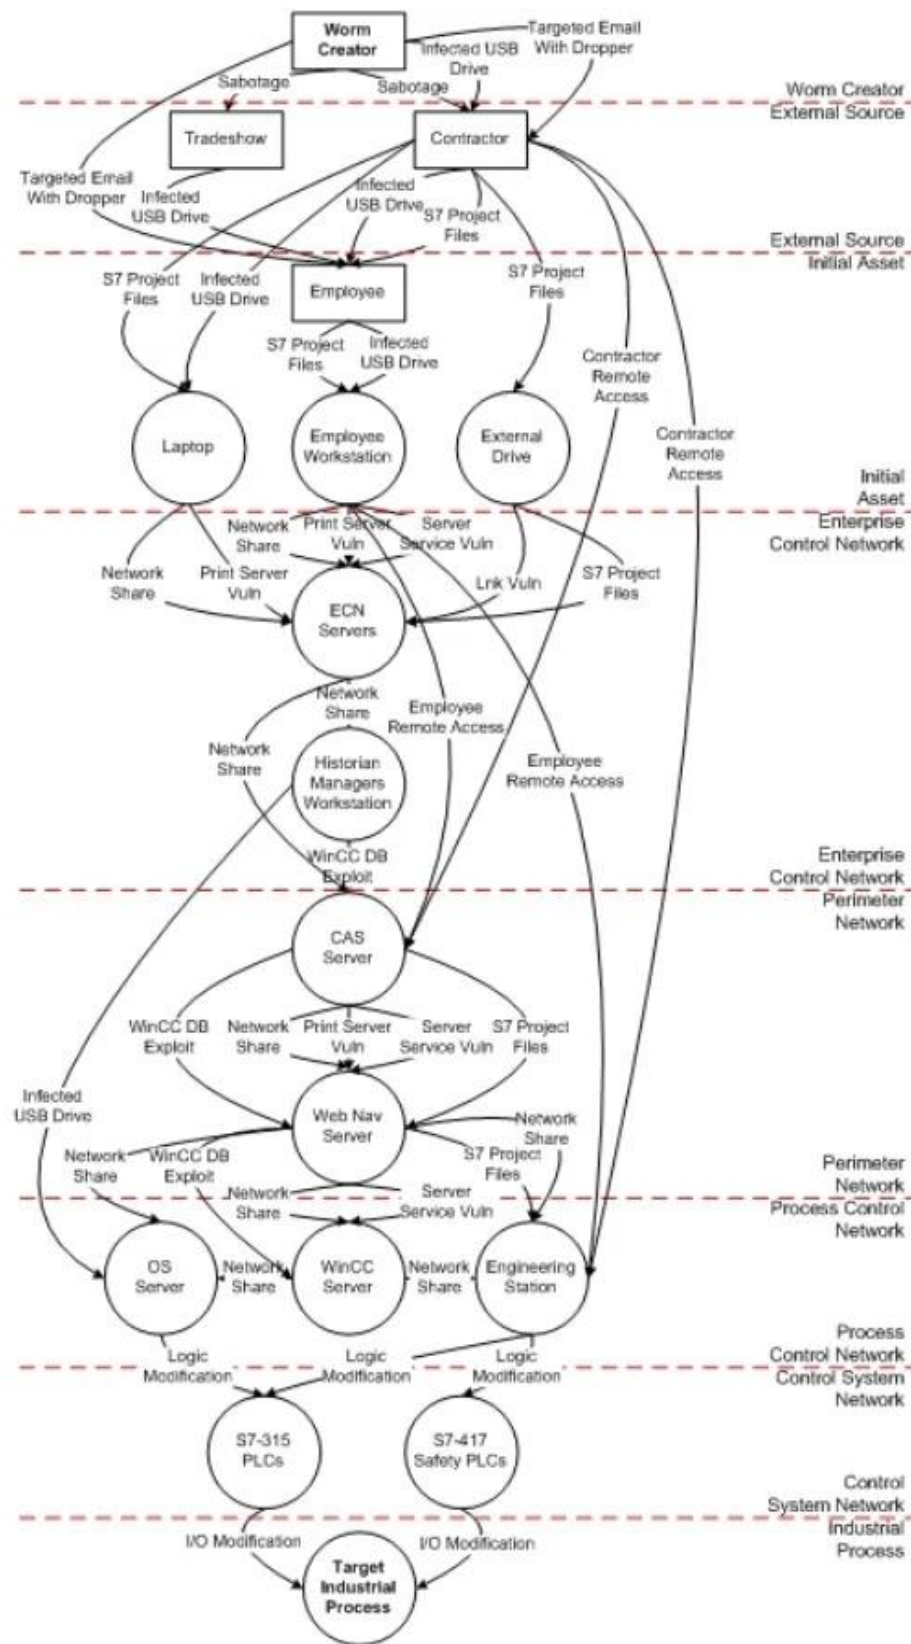 Worm
Creator
Targeted Email
With Dropper
Infected USB
Drive
Sabotage
Sabotage
Worm Creator
External Source
Tradeshow
Contractor
Targeted Email
With Dropper
Infected
USB Drive
Infected
USB Drive
S7 Project
Files
External Source
Initial Asset
S7 Project
Files
Infected
USB Drive
Employee
S7 Project
Files
S7 Project
Files
Infected
USB Drive
Contractor
Remote
Access
Contractor
Remote
Access
Laptop
Employee
Workstation
External
Drive
Initial
Asset
Enterprise
Control Network
Network
Share
Print Server
Vuln
Server
Service Vuln
Network
Share
Print Server
Vuln
Lnk Vuln
S7 Project
Files
ECN
Servers
Network
Share
Employee
Remote Access
Network
Share
Historian
Managers
Workstation
Employee
Remote Access
WinCC DB
Exploit
Enterprise
Control Network
Perimeter
Network
CAS
Server
WinCC DB
Exploit
Network
Share
Print Server
Vuln
Server
Service Vuln
S7 Project
Files
Infected
USB Drive
Web Nav
Server
Network
Share
Network
Share
WinCC DB
Exploit
S7 Project
Files
Perimeter
Network
Process Control
Network
Network
Share
Server
Service Vuln
OS
Server
Network
Share
WinCC
Server
Network
Share
Engineering
Station
Process
Control Network
Control System
Network
Logic
Modification
Logic
Modification
Logic
Modification
S7-315
PLCs
S7-417
Safety PLCs
Control
System Network
Industrial
Process
I/O Modification
I/O Modification
Target
Industrial
Process